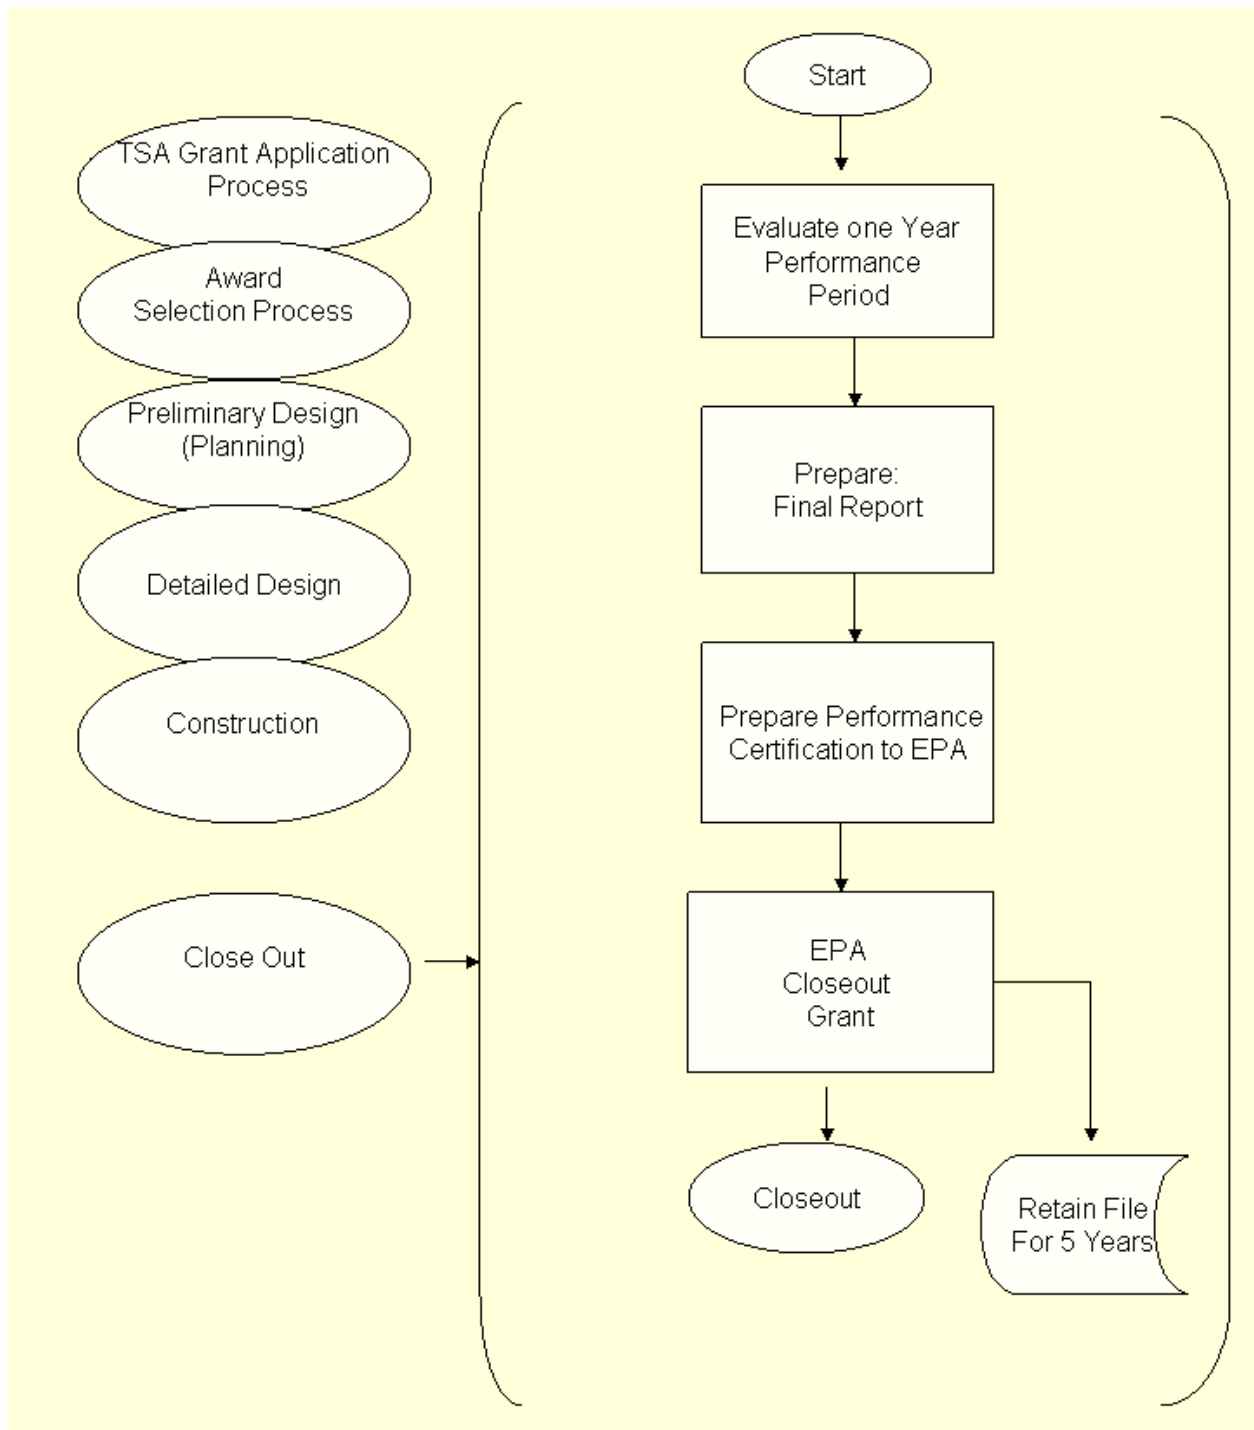 TSA Grant Application
Process
Award
Selection Process
Preliminary Design
(Planning)
Detailed Design
Construction
Close Out
Start
Evaluate one Year
Performance
Period
Prepare:
Final Report
Prepare Performance
Certification to EPA
EPA
Closeout
Grant
Closeout
Retain File
For 5 Years